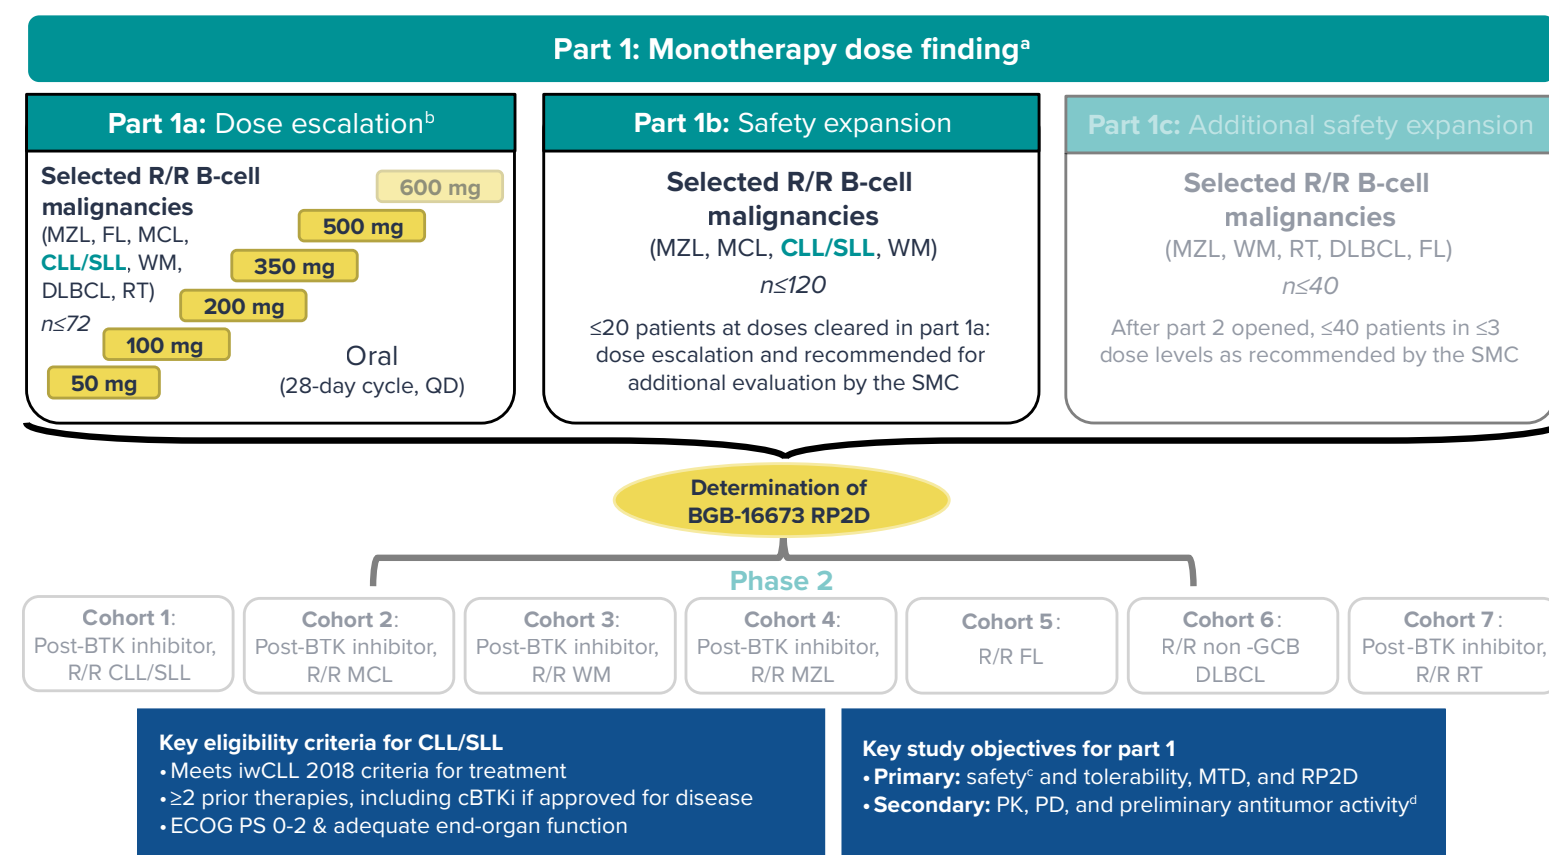 Part 1: Monotherapy dose findingᵃ
Part 1a: Dose escalationᵇ
Selected R/R B-cell
malignancies
(MZL, FL, MCL,
CLL/SLL, WM,
DLBCL, RT)
n≤72
600 mg
500 mg
350 mg
200 mg
100 mg
50 mg
Oral
(28-day cycle, QD)
Part 1b: Safety expansion
Selected R/R B-cell
malignancies
(MZL, MCL, CLL/SLL, WM)
n≤120
≤20 patients at doses cleared in part 1a:
dose escalation and recommended for
additional evaluation by the SMC
Part 1c: Additional safety expansion
Selected R/R B-cell
malignancies
(MZL, WM, RT, DLBCL, FL)
n≤40
After part 2 opened, ≤40 patients in ≤3
dose levels as recommended by the SMC
Determination of
BGB-16673 RP2D
Phase 2
Cohort 1:
Post-BTK inhibitor,
R/R CLL/SLL
Cohort 2:
Post-BTK inhibitor,
R/R MCL
Cohort 3:
Post-BTK inhibitor,
R/R WM
Cohort 4:
Post-BTK inhibitor,
R/R MZL
Cohort 5:
R/R FL
Cohort 6:
R/R non -GCB
DLBCL
Cohort 7:
Post-BTK inhibitor,
R/R RT
Key eligibility criteria for CLL/SLL
• Meets iwCLL 2018 criteria for treatment
• ≥2 prior therapies, including cBTKi if approved for disease
• ECOG PS 0-2 & adequate end-organ function
Key study objectives for part 1
• Primary: safetyᶜ and tolerability, MTD, and RP2D
• Secondary: PK, PD, and preliminary antitumor activityᵈ